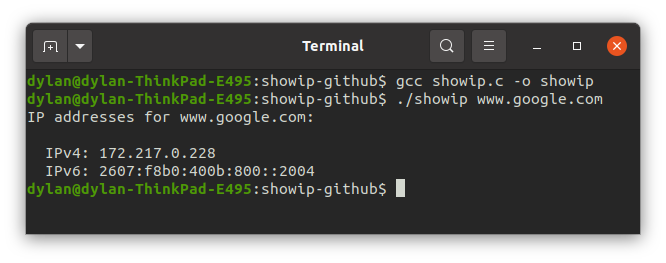 Terminal
dylan@dylan-ThinkPad-E495:showip-github$ gcc showip.c -o showip
dylan@dylan-ThinkPad-E495:showip-github$ ./showip www.google.com
IP addresses for www.google.com:
IPv4: 172.217.0.228
IPv6: 2607:f8b0:400b:800::2004
dylan@dylan-ThinkPad-E495:showip-github$